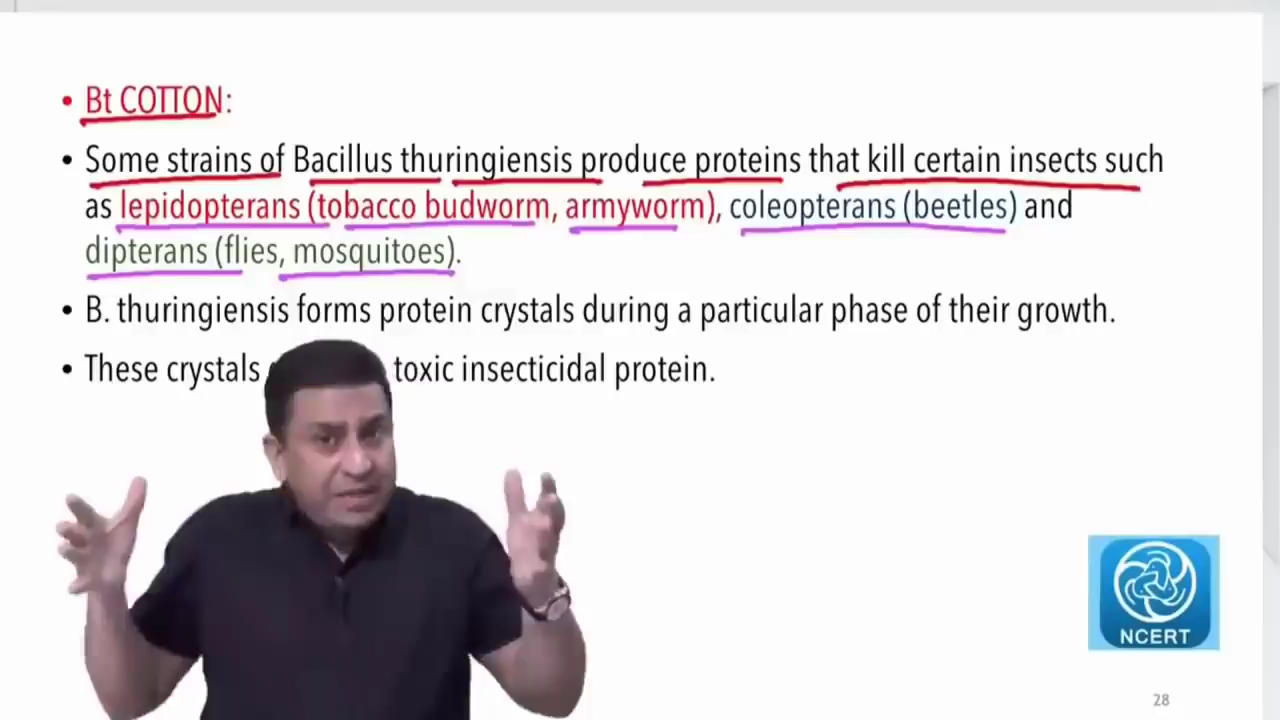 • Bt COTTON:
• Some strains of Bacillus thuringiensis produce proteins that kill certain insects such
as lepidopterans (tobacco budworm, armyworm), coleopterans (beetles) and
dipterans (flies, mosquitoes).
• B. thuringiensis forms protein crystals during a particular phase of their growth.
• These crystals toxic insecticidal protein.
NCERT
28